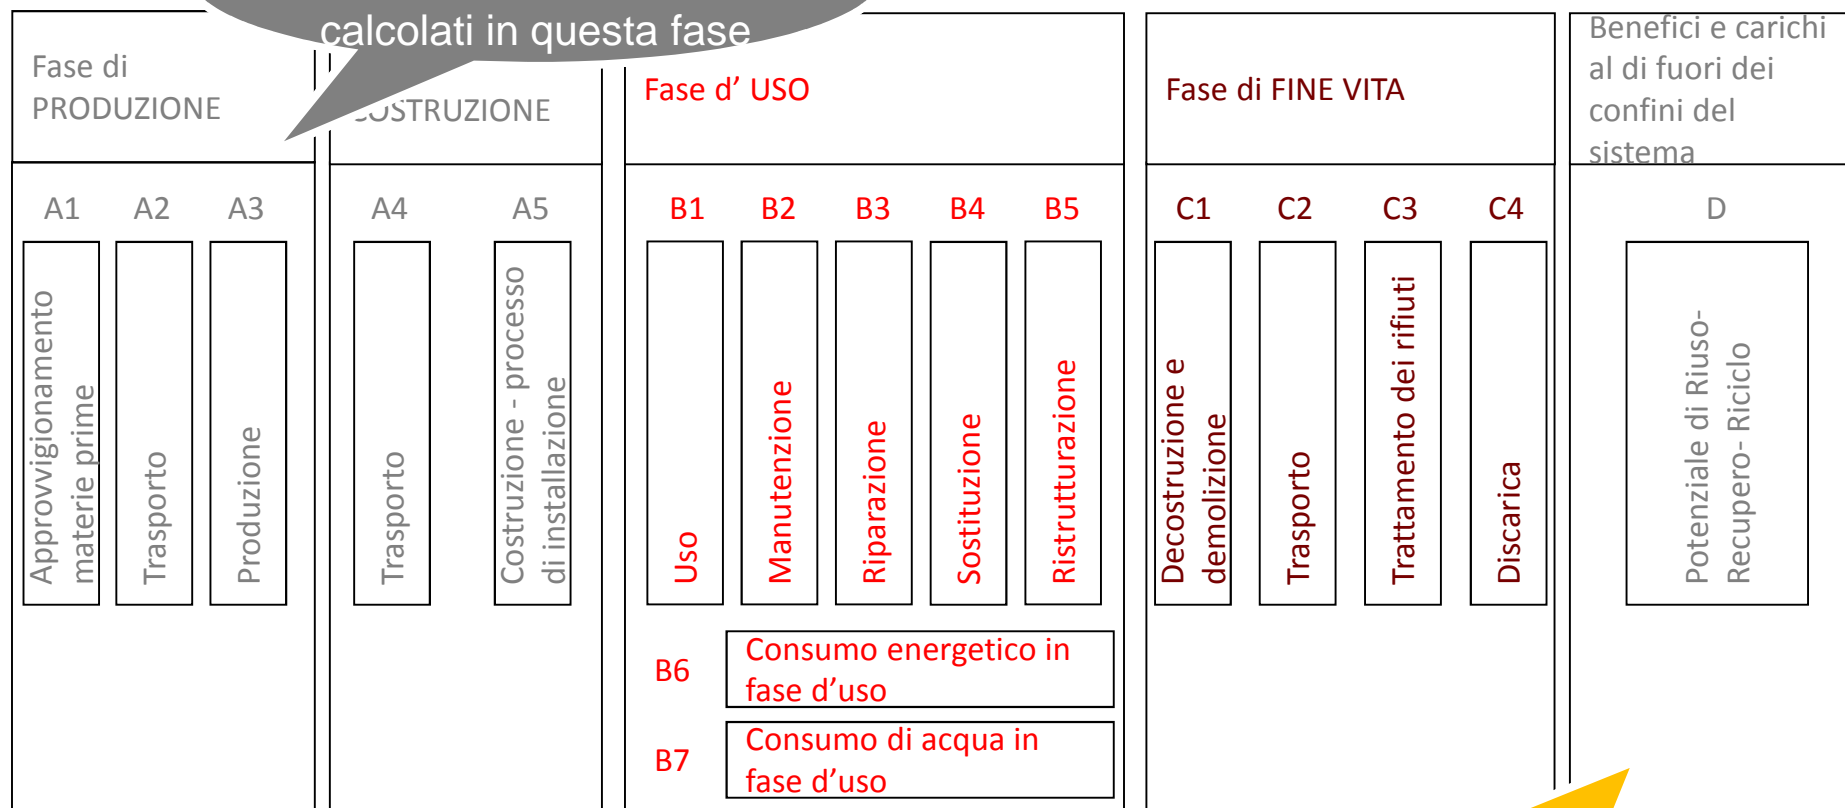 calcolati in questa fase
Fase di
PRODUZIONE
COSTRUZIONE
Fase d’ USO
Fase di FINE VITA
Benefici e carichi
al di fuori dei
confini del
sistema
A1
A2
A3
A4
A5
B1
B2
B3
B4
B5
C1
C2
C3
C4
D
Approvvigionamento
materie prime
Trasporto
Produzione
Trasporto
Costruzione - processo
di installazione
Uso
Manutenzione
Riparazione
Sostituzione
Ristrutturazione
Decostruzione e
demolizione
Trasporto
Trattamento dei rifiuti
Discarica
Potenziale di Riuso-
Recupero- Riciclo
B6
Consumo energetico in
fase d’uso
B7
Consumo di acqua in
fase d’uso